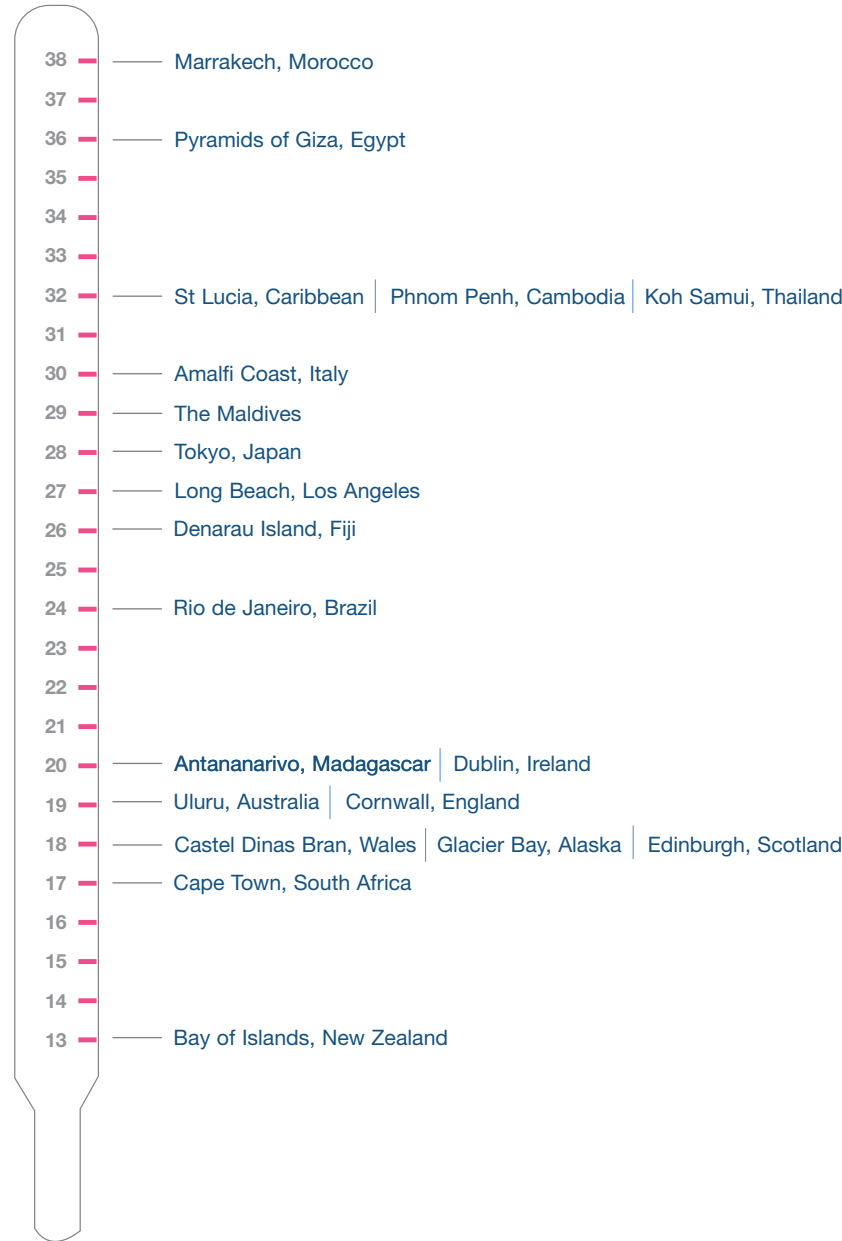 38 Marrakech, Morocco
37
36 Pyramids of Giza, Egypt
35
34
33
32 St Lucia, Caribbean | Phnom Penh, Cambodia | Koh Samui, Thailand
31
30 Amalfi Coast, Italy
29 The Maldives
28 Tokyo, Japan
27 Long Beach, Los Angeles
26 Denarau Island, Fiji
25
24 Rio de Janeiro, Brazil
23
22
21
20 Antananarivo, Madagascar | Dublin, Ireland
19 Uluru, Australia | Cornwall, England
18 Castel Dinas Bran, Wales | Glacier Bay, Alaska | Edinburgh, Scotland
17 Cape Town, South Africa
16
15
14
13 Bay of Islands, New Zealand